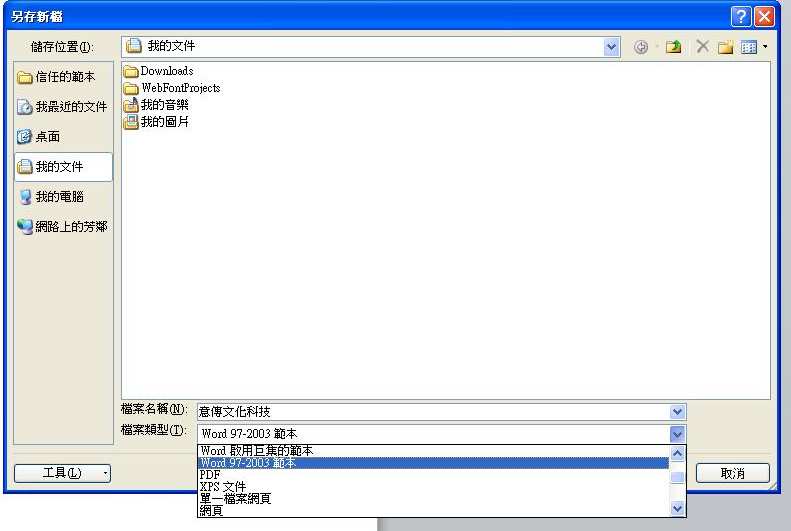 另存新檔
儲存位置(I):
我的文件
信任的範本
我最近的文件
桌面
我的文件
我的電腦
網路上的芳鄰
Downloads
WebFontProjects
我的音樂
我的圖片
檔案名稱(N):
意傳文化科技
檔案類型(T):
Word 97-2003 範本
Word 啟用巨集的範本
Word 97-2003 範本
PDF
XPS 文件
單一檔案網頁
網頁
工具(L)
取消